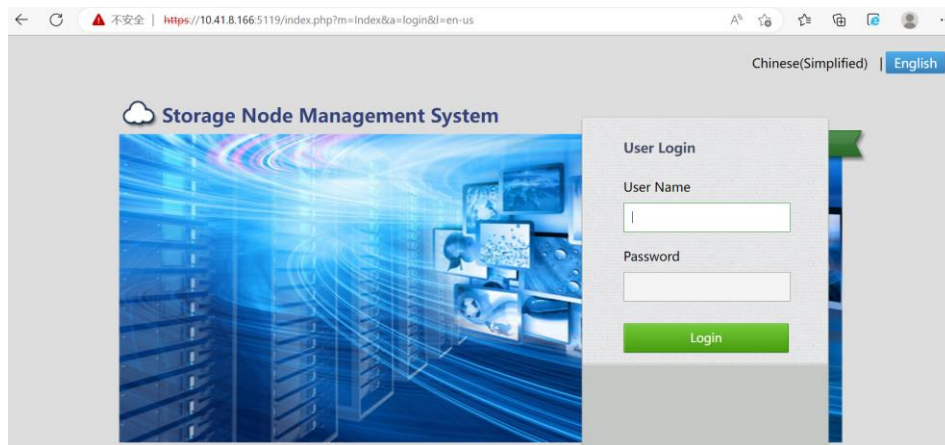 不安全 | https://10.41.8.166:5119/index.php?m=Index&a=login&l=en-us
Chinese(Simplified) | English
Storage Node Management System
User Login
User Name
Password
Login